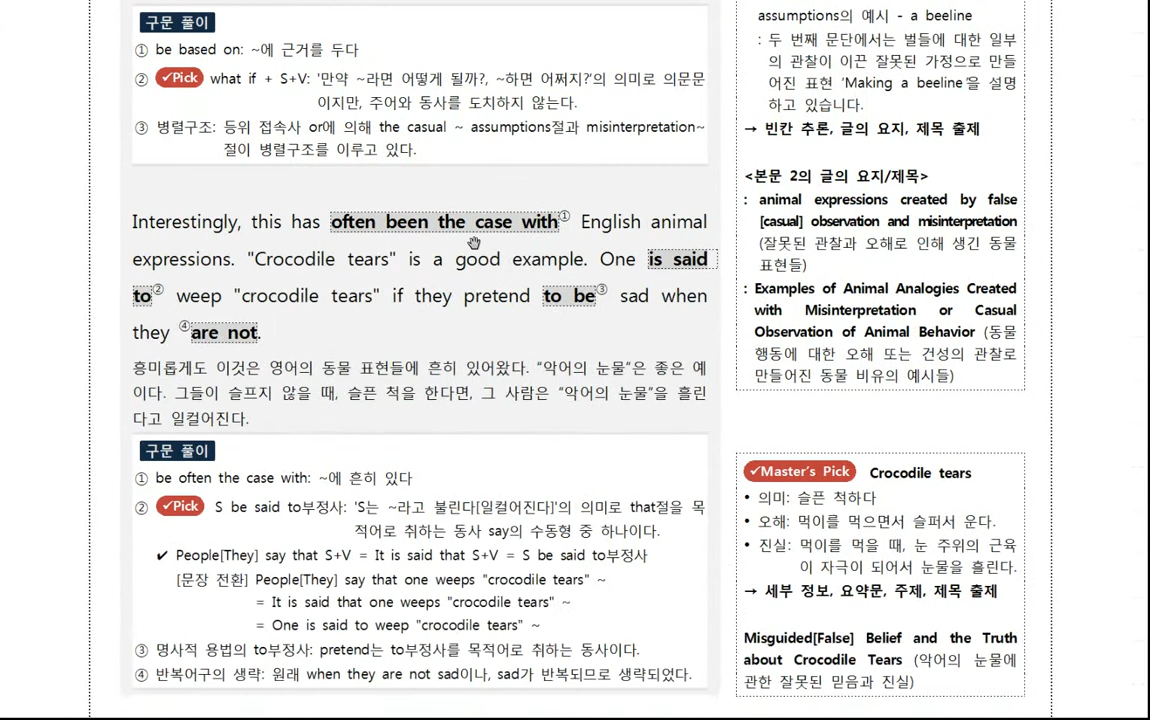 구문 풀이
① be based on: ~에 근거를 두다
② ✓Pick what if + S+V: '만약 ~라면 어떻게 될까?, ~하면 어쩌지?'의 의미로 의문문
이지만, 주어와 동사를 도치하지 않는다.
③ 병렬구조: 등위 접속사 or에 의해 the casual ~ assumptions절과 misinterpretation~
절이 병렬구조를 이루고 있다.
Interestingly, this has often been the case with① English animal
expressions. "Crocodile tears" is a good example. One is said
to② weep "crocodile tears" if they pretend to be③ sad when
they ④are not.
흥미롭게도 이것은 영어의 동물 표현들에 흔히 있어왔다. “악어의 눈물”은 좋은 예
이다. 그들이 슬프지 않을 때, 슬픈 척을 한다면, 그 사람은 “악어의 눈물”을 흘린
다고 일컬어진다.
구문 풀이
① be often the case with: ~에 흔히 있다
② ✓Pick S be said to부정사: 'S는 ~라고 불린다[일컬어진다]'의 의미로 that절을 목
적어로 취하는 동사 say의 수동형 중 하나이다.
✔ People[They] say that S+V = It is said that S+V = S be said to부정사
[문장 전환] People[They] say that one weeps "crocodile tears" ~
= It is said that one weeps "crocodile tears" ~
= One is said to weep "crocodile tears" ~
③ 명사적 용법의 to부정사: pretend는 to부정사를 목적어로 취하는 동사이다.
④ 반복어구의 생략: 원래 when they are not sad이나, sad가 반복되므로 생략되었다.
assumptions의 예시 - a beeline
: 두 번째 문단에서는 벌들에 대한 일부
의 관찰이 이끈 잘못된 가정으로 만들
어진 표현 ‘Making a beeline’을 설명
하고 있습니다.
→ 빈칸 추론, 글의 요지, 제목 출제
<본문 2의 글의 요지/제목>
: animal expressions created by false
[casual] observation and misinterpretation
(잘못된 관찰과 오해로 인해 생긴 동물
표현들)
: Examples of Animal Analogies Created
with Misinterpretation or Casual
Observation of Animal Behavior (동물
행동에 대한 오해 또는 건성의 관찰로
만들어진 동물 비유의 예시들)
✓Master's Pick Crocodile tears
• 의미: 슬픈 척하다
• 오해: 먹이를 먹으면서 슬퍼서 운다.
• 진실: 먹이를 먹을 때, 눈 주위의 근육
이 자극이 되어서 눈물을 흘린다.
→ 세부 정보, 요약문, 주제, 제목 출제
Misguided[False] Belief and the Truth
about Crocodile Tears (악어의 눈물에
관한 잘못된 믿음과 진실)